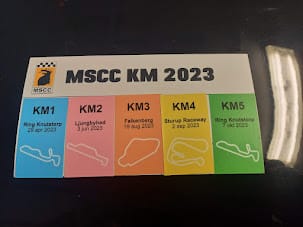 MSCC
MSCC KM 2023
KM1
Ring Knutstorp
29 apr 2023
KM2
Ljungbyhed
3 jun 2023
KM3
Falkenberg
19 aug 2023
KM4
Sturup Raceway
2 sep 2023
KM5
Ring Knutstorp
7 okt 2023